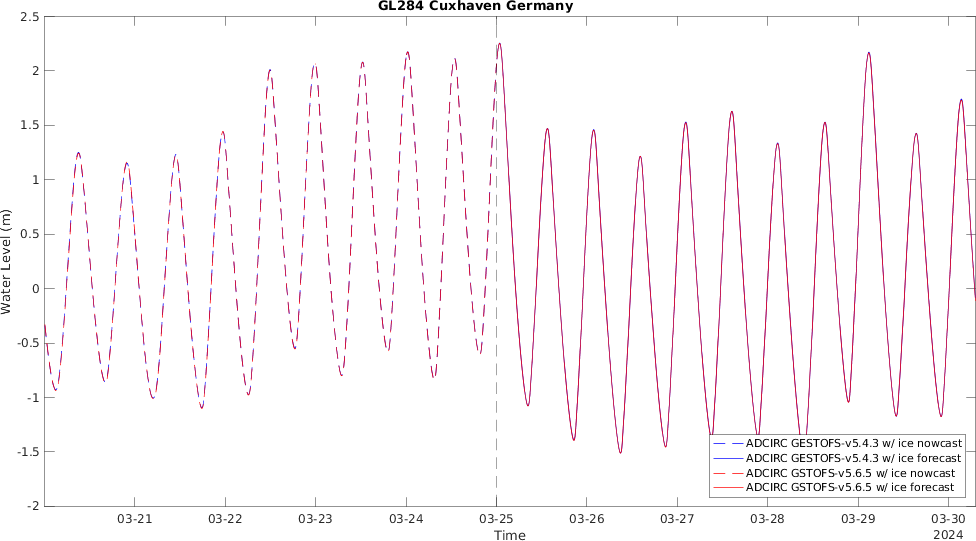 GL284 Cuxhaven Germany
2.5
2
1.5
1
0.5
0
-0.5
-1
-1.5
-2
Water Level (m)
ADCIRC GESTOFS-v5.4.3 w/ ice nowcast
ADCIRC GESTOFS-v5.4.3 w/ ice forecast
ADCIRC GSTOFS-v5.6.5 w/ ice nowcast
ADCIRC GSTOFS-v5.6.5 w/ ice forecast
03-21 03-22 03-23 03-24 03-25 03-26 03-27 03-28 03-29 03-30
Time
2024